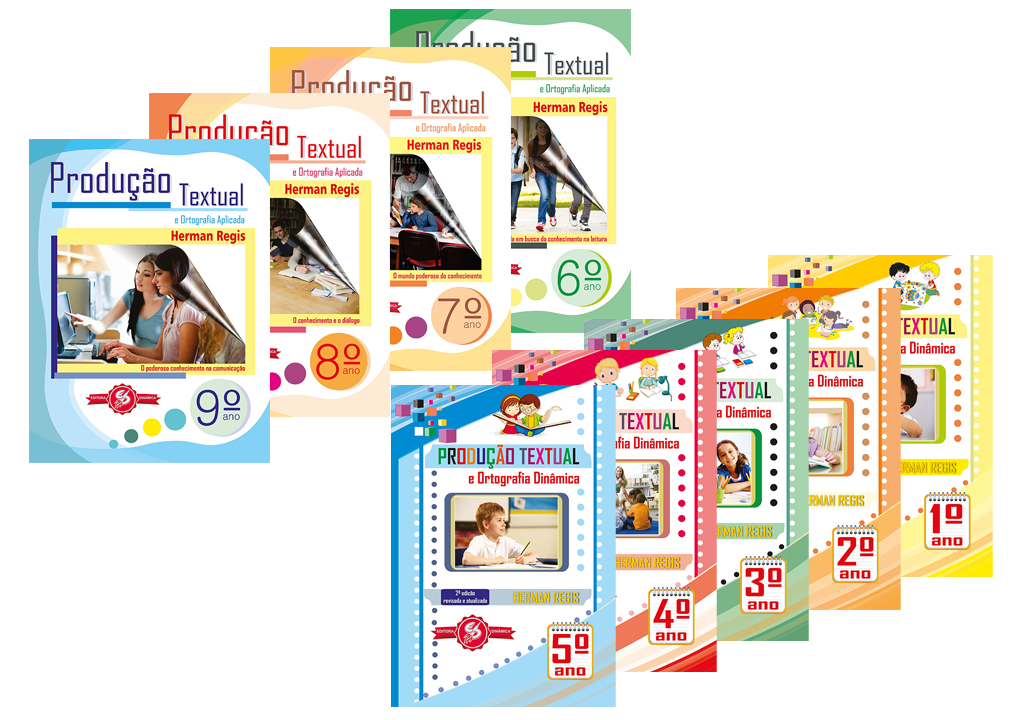 Produção
Textual
e Ortografia Aplicada
Herman Regis
em busca do conhecimento na leitura
6º
ano
Produção
Textual
e Ortografia Aplicada
Herman Regis
O mundo poderoso do conhecimento
7º
ano
Produção
Textual
e Ortografia Aplicada
Herman Regis
O conhecimento e o diálogo
8º
ano
Produção
Textual
e Ortografia Aplicada
Herman Regis
O poderoso conhecimento na comunicação
EDITORA DINÂMICA
9º
ano
TEXTUAL
a Dinâmica
HERMAN REGIS
1º
ano
TEXTUAL
a Dinâmica
HERMAN REGIS
2º
ano
TEXTUAL
a Dinâmica
HERMAN REGIS
3º
ano
TEXTUAL
afia Dinâmica
HERMAN REGIS
4º
ano
PRODUÇÃO TEXTUAL
e Ortografia Dinâmica
2ª edição
revisada e atualizada
HERMAN REGIS
EDITORA DINÂMICA
5º
ano